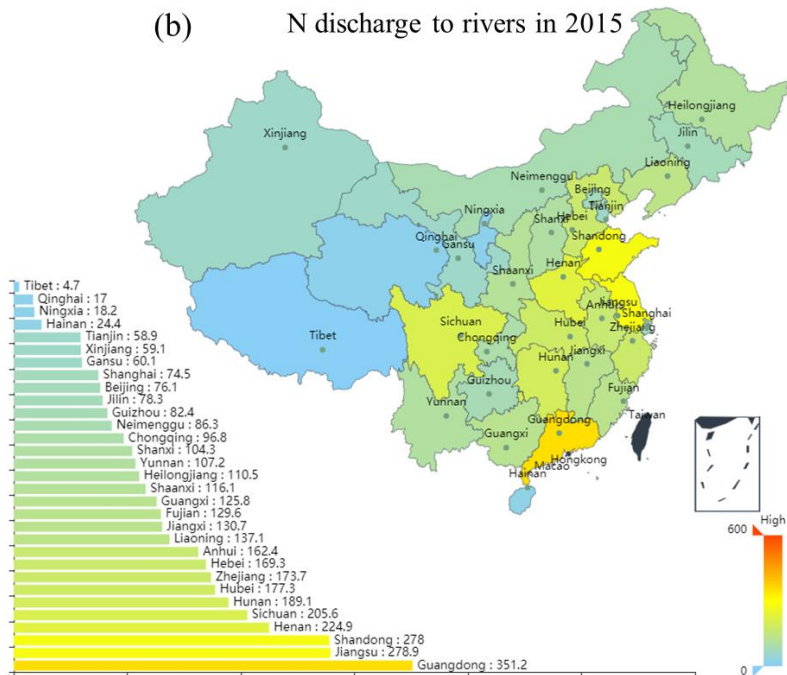 (b) N discharge to rivers in 2015
Heilongjiang
Xinjiang
Jilin
Liaoning
Neimenggu
Beijing
Tianjin
Ningxia
Shanxi
Hebei
Qinghai
Gansu
Shandong
Henan
Shaanxi
Jiangsu
Anhui
Shanghai
Sichuan
Hubei
Zhejiang
Tibet
Chongqing
Hunan
Jiangxi
Guizhou
Fujian
Yunnan
Guangdong
Taiwan
Guangxi
Hongkong
Macao
Hainan
Tibet : 4.7
Qinghai : 17
Ningxia : 18.2
Hainan : 24.4
Tianjin : 58.9
Xinjiang : 59.1
Gansu : 60.1
Shanghai : 74.5
Beijing : 76.1
Jilin : 78.3
Guizhou : 82.4
Neimenggu : 86.3
Chongqing : 96.8
Shanxi : 104.3
Yunnan : 107.2
Heilongjiang : 110.5
Shaanxi : 116.1
Guangxi : 125.8
Fujian : 129.6
Jiangxi : 130.7
Liaoning : 137.1
Anhui : 162.4
Hebei : 169.3
Zhejiang : 173.7
Hubei : 177.3
Hunan : 189.1
Sichuan : 205.6
Henan : 224.9
Shandong : 278
Jiangsu : 278.9
Guangdong : 351.2
High
600
0